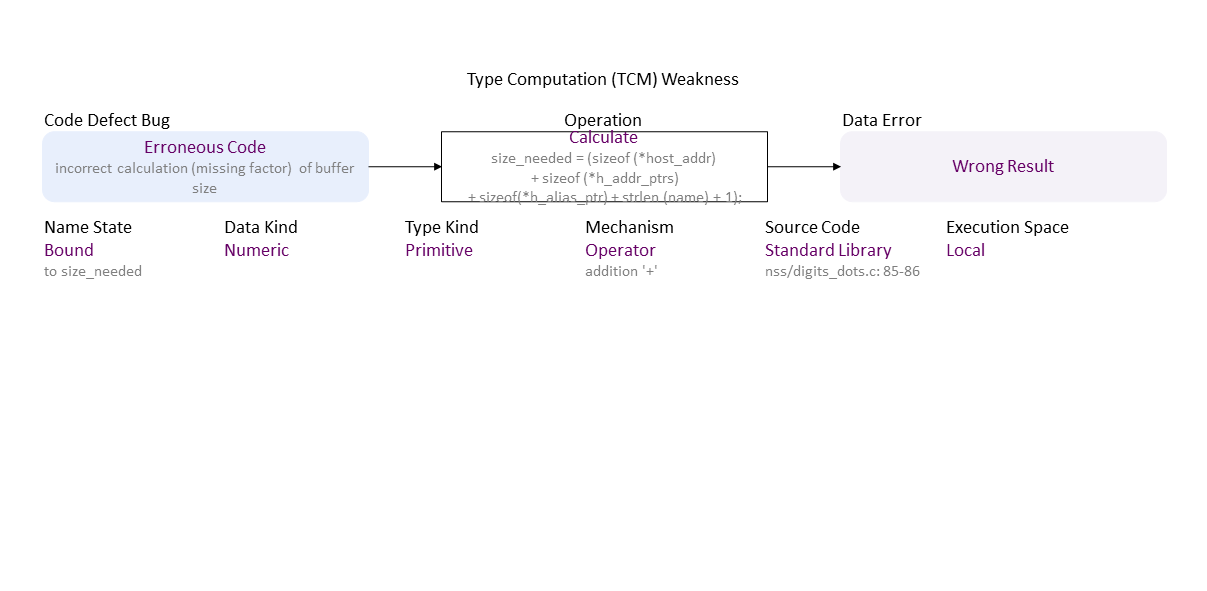 Type Computation (TCM) Weakness
Code Defect Bug
Operation
Data Error
Erroneous Code
incorrect calculation (missing factor)  of buffer
size
Calculate
size_needed = (sizeof (*host_addr)
+ sizeof (*h_addr_ptrs)
+ sizeof(*h_alias_ptr) + strlen (name) + 1);
Wrong Result
Name State
Bound
to size_needed
Data Kind
Numeric
Type Kind
Primitive
Mechanism
Operator
addition '+'
Source Code
Standard Library
nss/digits_dots.c: 85-86
Execution Space
Local